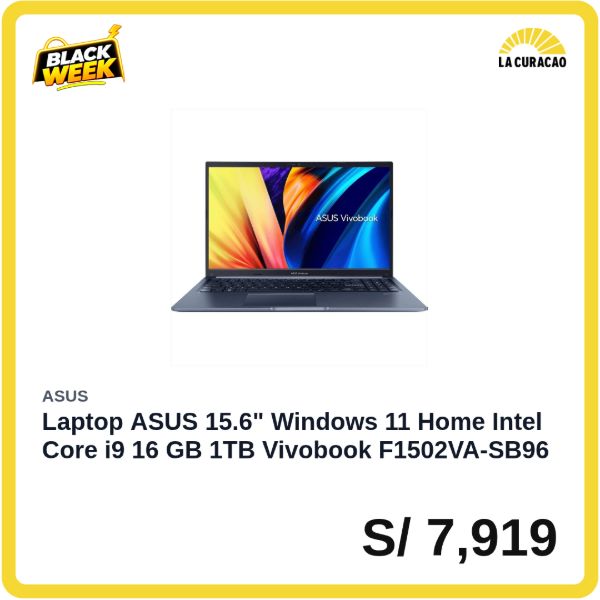 BLACK
WEEK
LA CURACAO
ASUS Vivobook
ASUS
Laptop ASUS 15.6" Windows 11 Home Intel
Core i9 16 GB 1TB Vivobook F1502VA-SB96
S/ 7,919